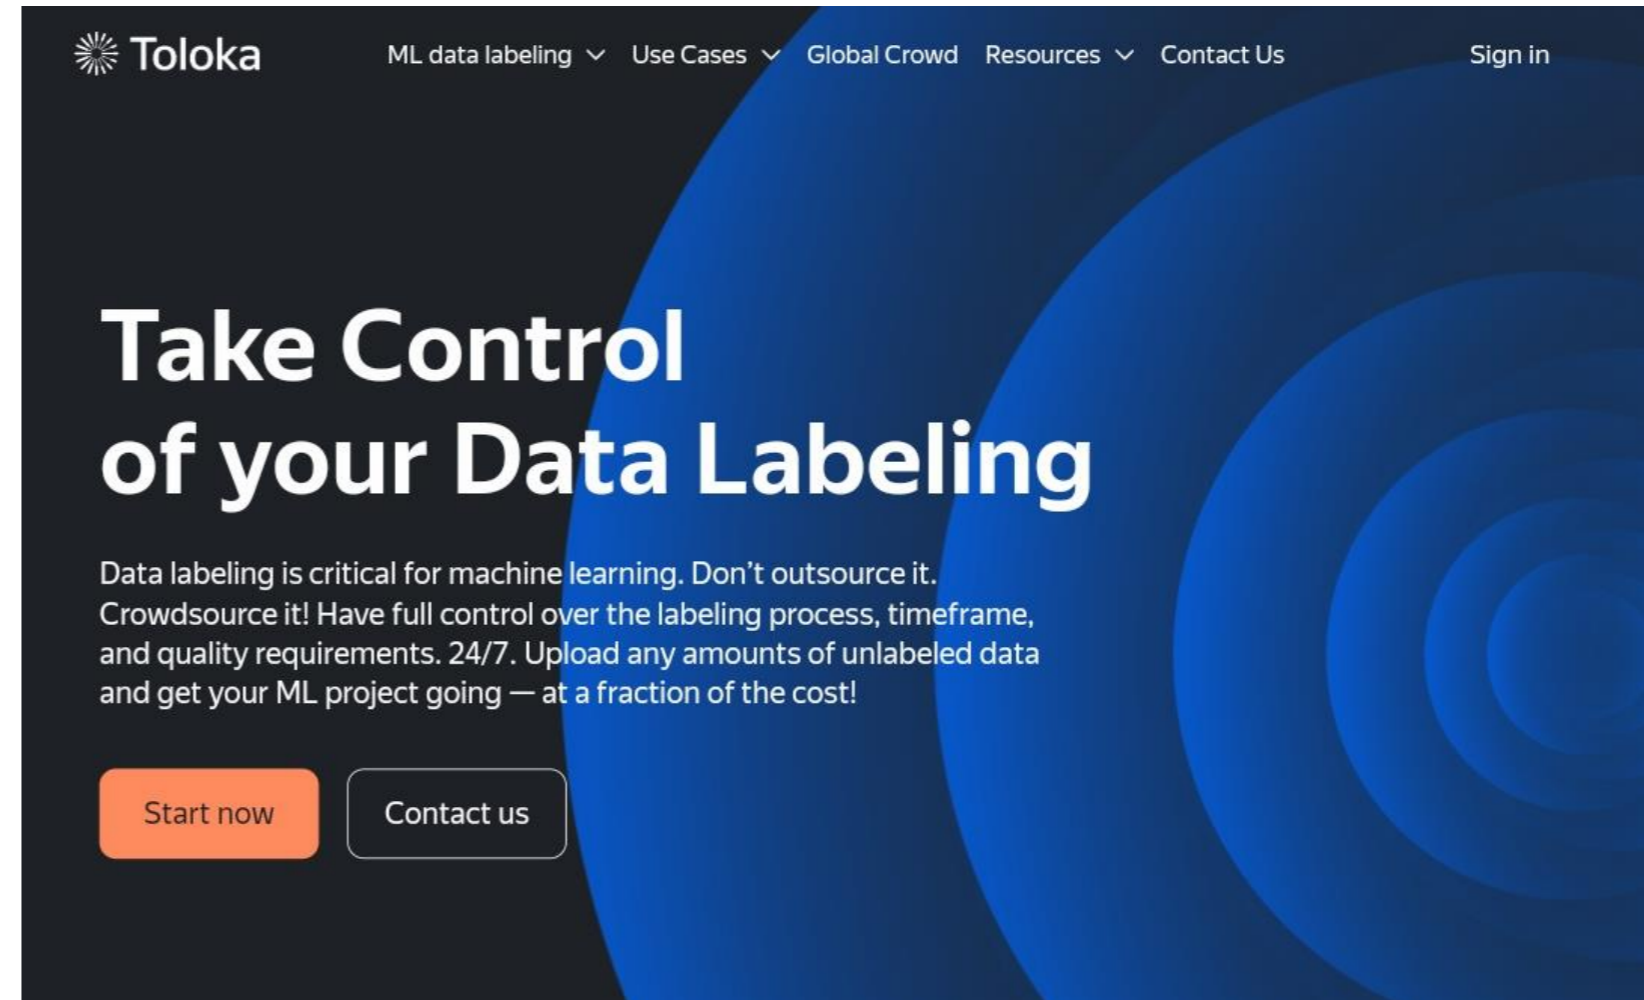 Toloka
ML data labeling
Use Cases
Global Crowd
Resources
Contact Us
Sign in
Take Control
of your Data Labeling
Data labeling is critical for machine learning. Don’t outsource it.
Crowdsource it! Have full control over the labeling process, timeframe,
and quality requirements. 24/7. Upload any amounts of unlabeled data
and get your ML project going — at a fraction of the cost!
Start now
Contact us